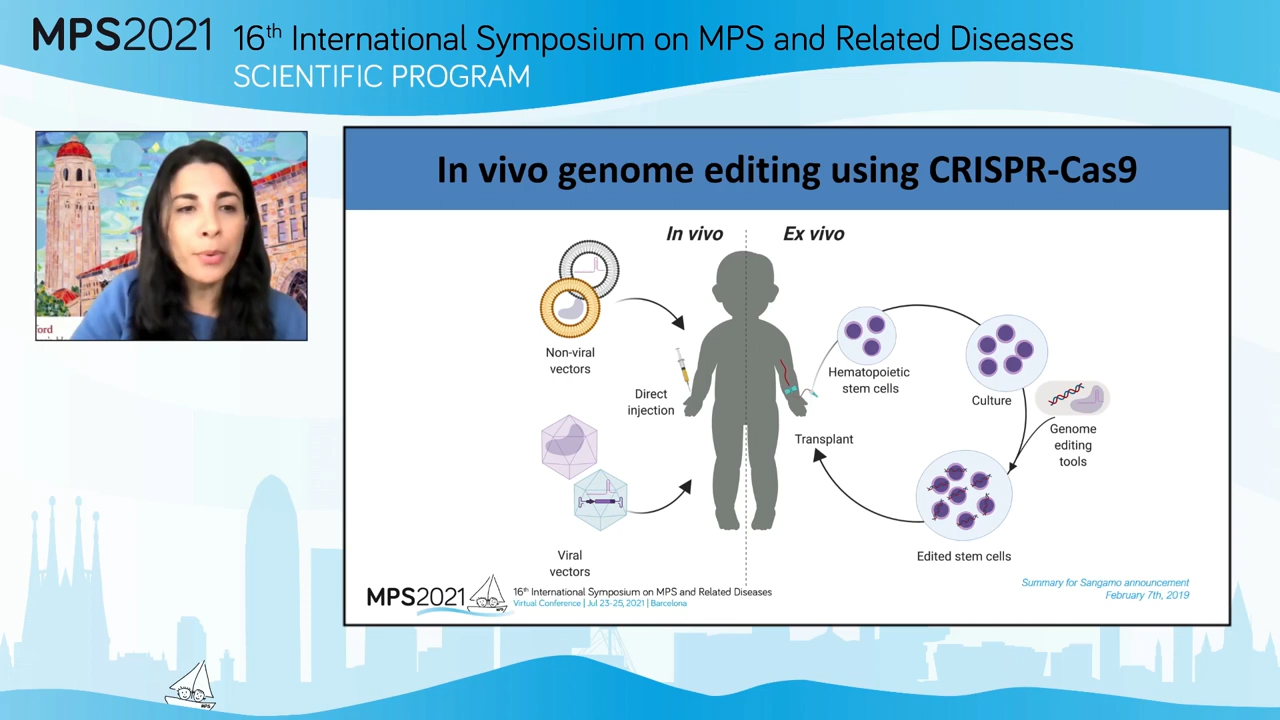 MPS2021
16th International Symposium on MPS and Related Diseases
SCIENTIFIC PROGRAM
ford
In vivo genome editing using CRISPR-Cas9
In vivo
Ex vivo
Non-viral
vectors
Direct
injection
Viral
vectors
Hematopoietic
stem cells
Culture
Genome
editing
tools
Transplant
Edited stem cells
MPS2021
16th International Symposium on MPS and Related Diseases
Virtual Conference | Jul 23-25, 2021 | Barcelona
Summary for Sangamo announcement
February 7th, 2019
MPS